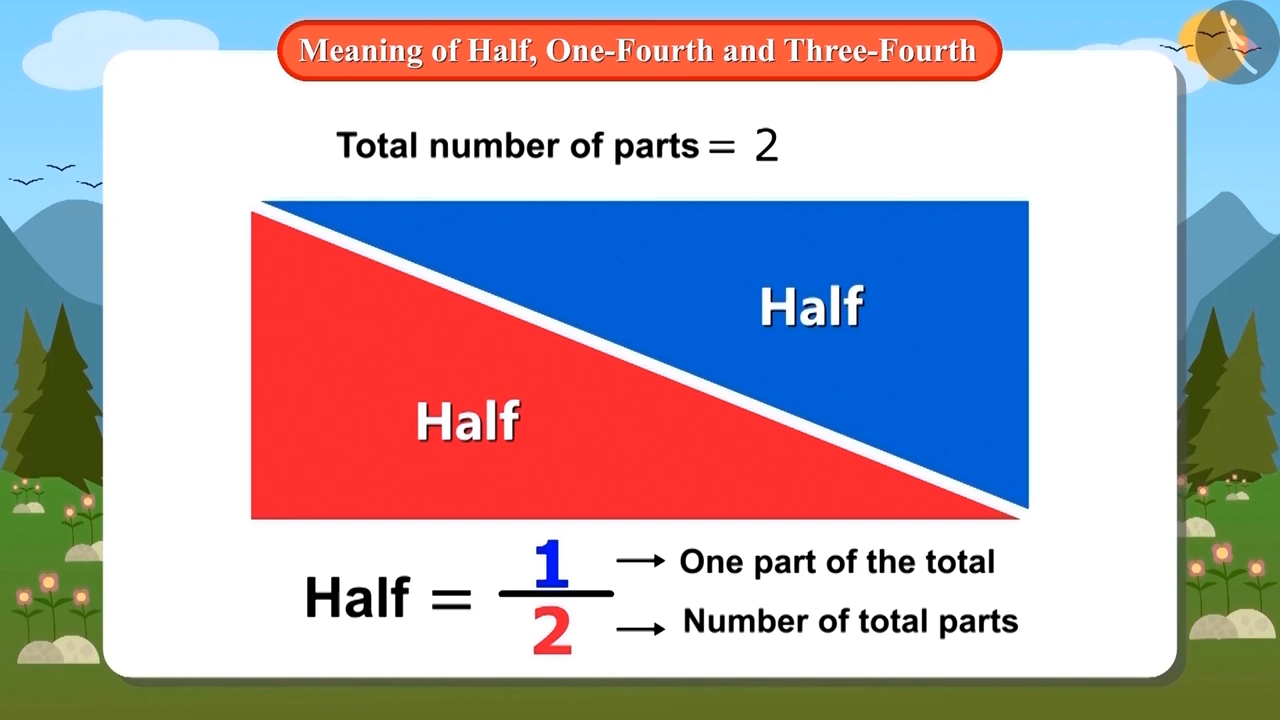 Meaning of Half, One-Fourth and Three-Fourth
Total number of parts = 2
Half
Half
Half = 1/2
→ One part of the total
→ Number of total parts